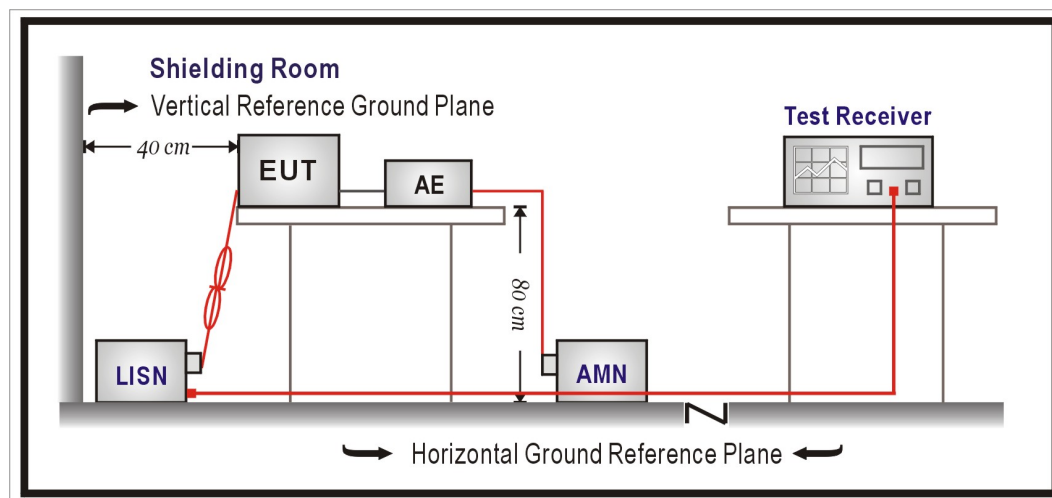 Shielding Room
Vertical Reference Ground Plane
Test Receiver
40 cm
EUT
AE
80 cm
LISN
AMN
Horizontal Ground Reference Plane